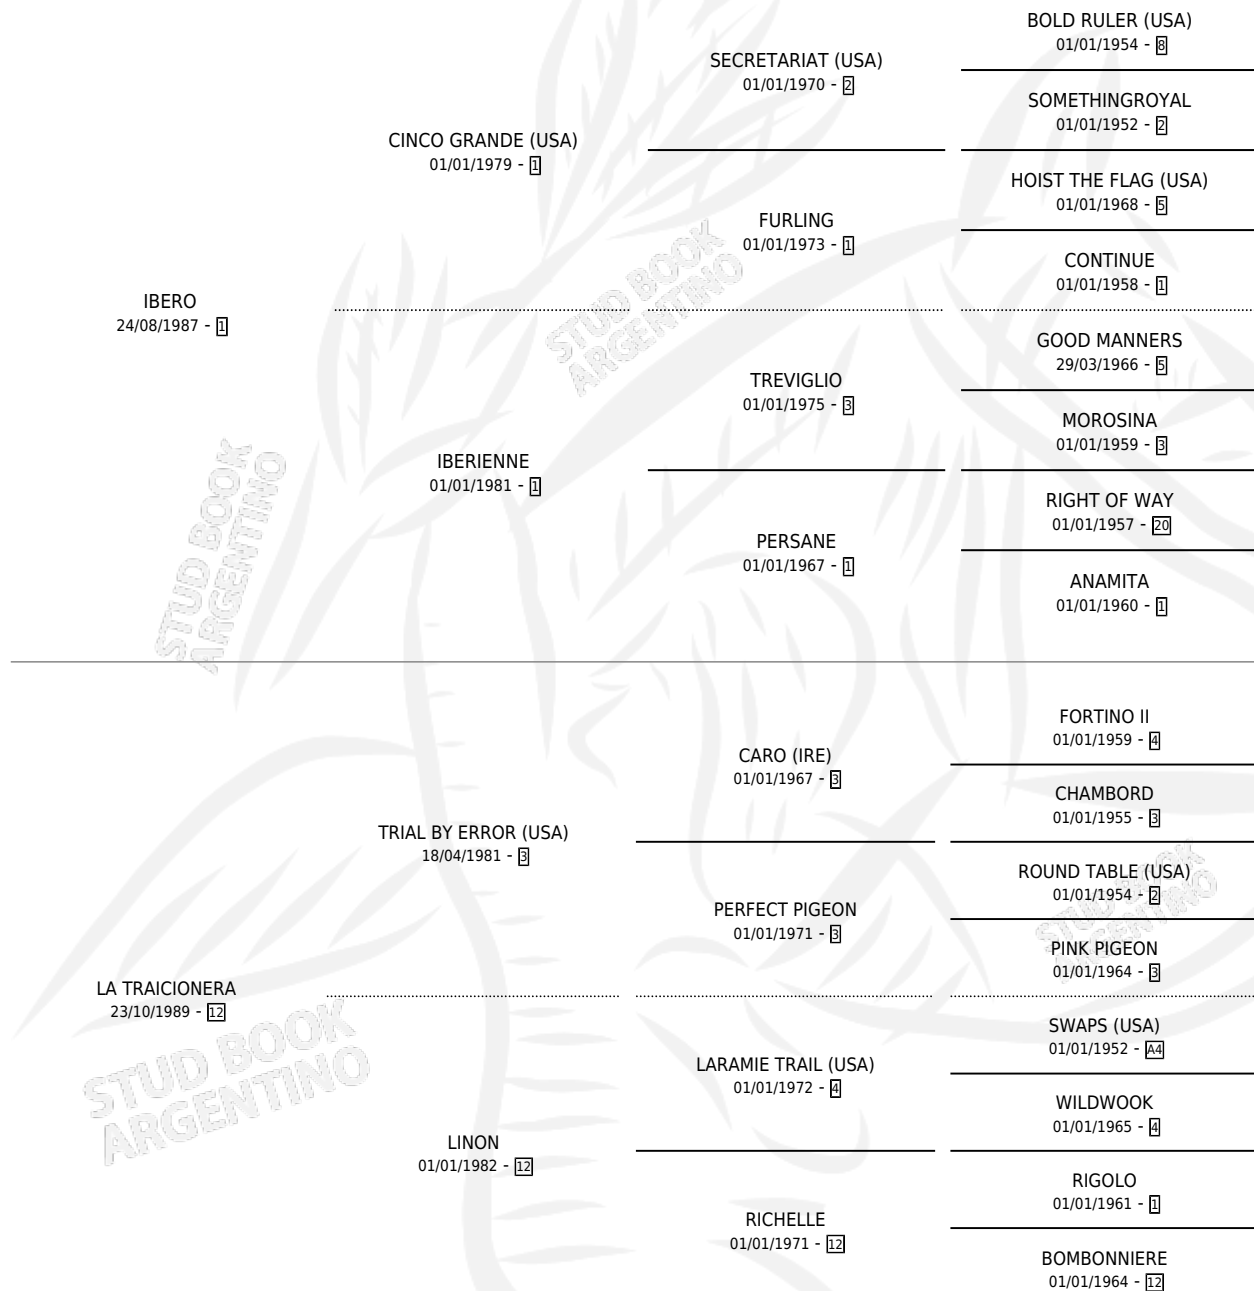 BOLD RULER (USA)
01/01/1954 - 8
SECRETARIAT (USA)
01/01/1970 - 2
SOMETHINGROYAL
01/01/1952 - 2
CINCO GRANDE (USA)
01/01/1979 - 1
HOIST THE FLAG (USA)
01/01/1968 - 5
FURLING
01/01/1973 - 1
CONTINUE
01/01/1958 - 1
IBERO
24/08/1987 - 1
GOOD MANNERS
29/03/1966 - 5
TREVIGLIO
01/01/1975 - 3
MOROSINA
01/01/1959 - 3
IBERIENNE
01/01/1981 - 1
RIGHT OF WAY
01/01/1957 - 20
PERSANE
01/01/1967 - 1
ANAMITA
01/01/1960 - 1
STUD BOOK
ARGENTINO
STUD BOOK
ARGENTINO
FORTINO II
01/01/1959 - 4
CARO (IRE)
01/01/1967 - 3
CHAMBORD
01/01/1955 - 3
TRIAL BY ERROR (USA)
18/04/1981 - 3
ROUND TABLE (USA)
01/01/1954 - 2
PERFECT PIGEON
01/01/1971 - 3
PINK PIGEON
01/01/1964 - 3
STUD BOOK
ARGENTINO
LA TRAICIONERA
23/10/1989 - 12
SWAPS (USA)
01/01/1952 - A4
LARAMIE TRAIL (USA)
01/01/1972 - 4
WILDWOOK
01/01/1965 - 4
STUD BOOK
ARGENTINO
LINON
01/01/1982 - 12
RIGOLO
01/01/1961 - 1
RICHELLE
01/01/1971 - 12
BOMBONNIERE
01/01/1964 - 12